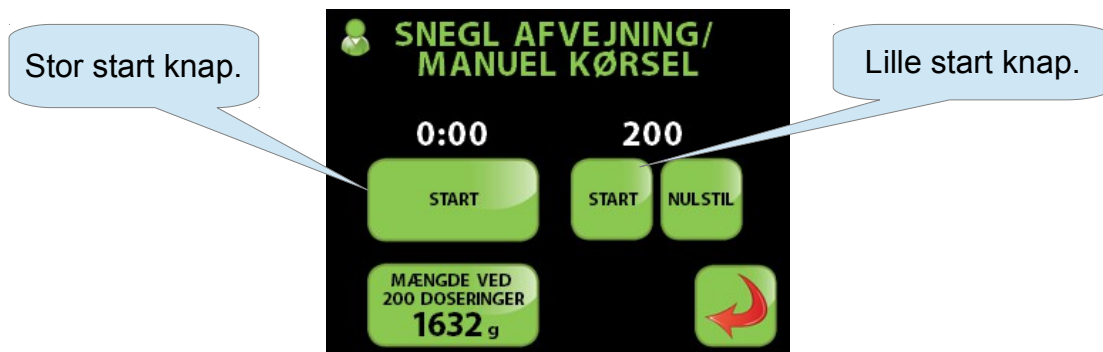 Stor start knap.
SNEGL AFVEJNING/
MANUEL KØRSEL
Lille start knap.
0:00
200
START
START
NULSTIL
MÆNGDE VED
200 DOSERINGER
1632 g